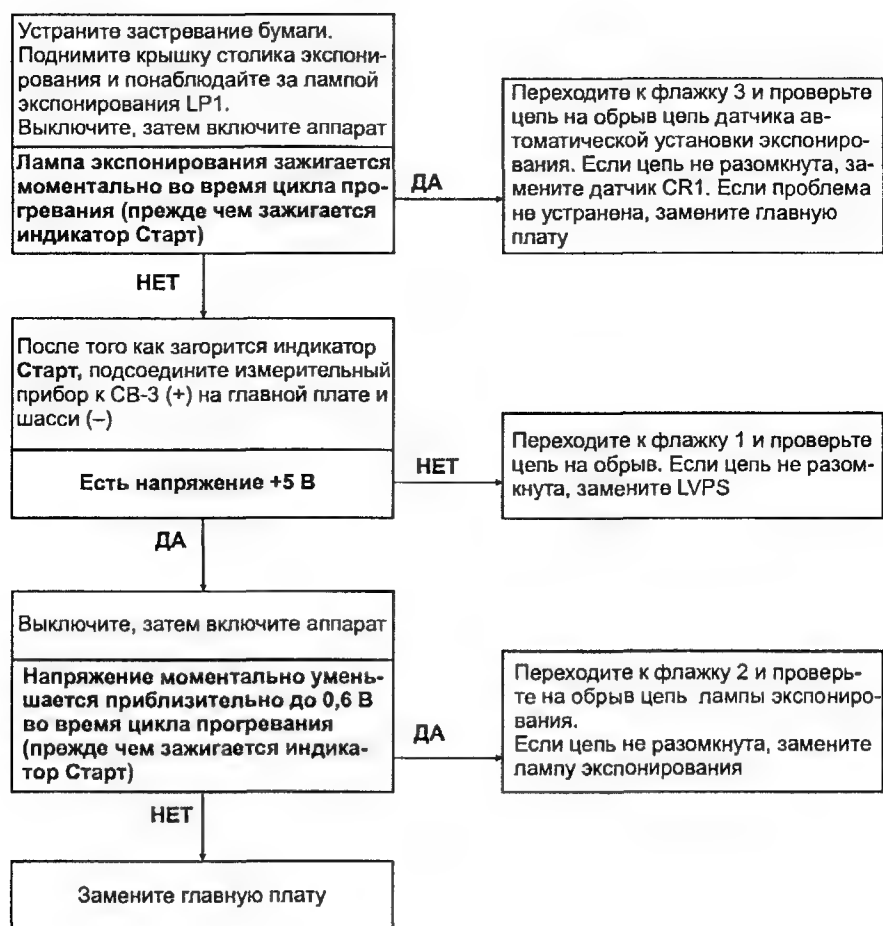 Устраните застревание бумаги.
Поднимите крышку столика экспони-
рования и понаблюдайте за лампой
экспонирования LP1.
Выключите, затем включите аппарат
Лампа экспонирования зажигается
моментально во время цикла про-
гревания (прежде чем зажигается
индикатор Старт)
ДА
Переходите к флажку 3 и проверьте
цепь на обрыв цепь датчика ав-
томатической установки экспониро-
вания. Если цепь не разомкнута, за-
мените датчик CR1. Если проблема
не устранена, замените главную
плату
НЕТ
После того как загорится индикатор
Старт, подсоедините измерительный
прибор к СВ-3 (+) на главной плате и
шасси (–)
Есть напряжение +5 В
НЕТ
Переходите к флажку 1 и проверьте
цепь на обрыв. Если цепь не разом-
кнута, замените LVPS
ДА
Выключите, затем включите аппарат
Напряжение моментально умень-
шается приблизительно до 0,6 В
во время цикла прогревания
(прежде чем зажигается индика-
тор Старт)
ДА
Переходите к флажку 2 и проверь-
те на обрыв цепь лампы экспониро-
вания.
Если цепь не разомкнута, замените
лампу экспонирования
НЕТ
Замените главную плату